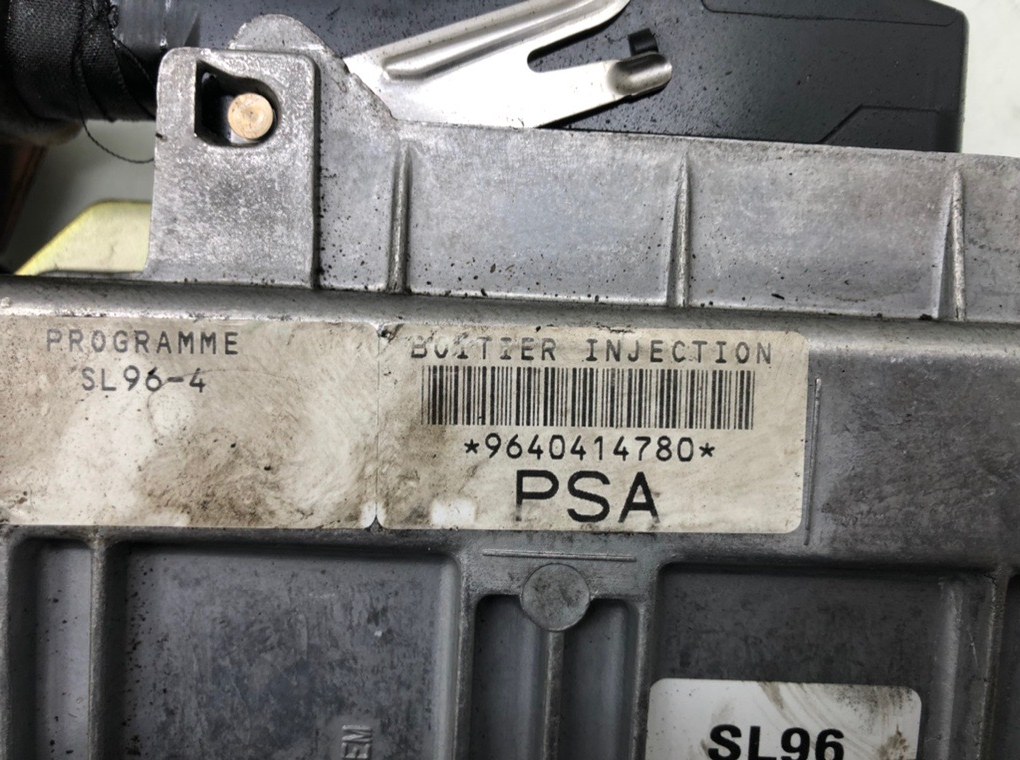 PROGRAMME
SL96-4
BOITIER INJECTION
*9640414780*
PSA
SL96